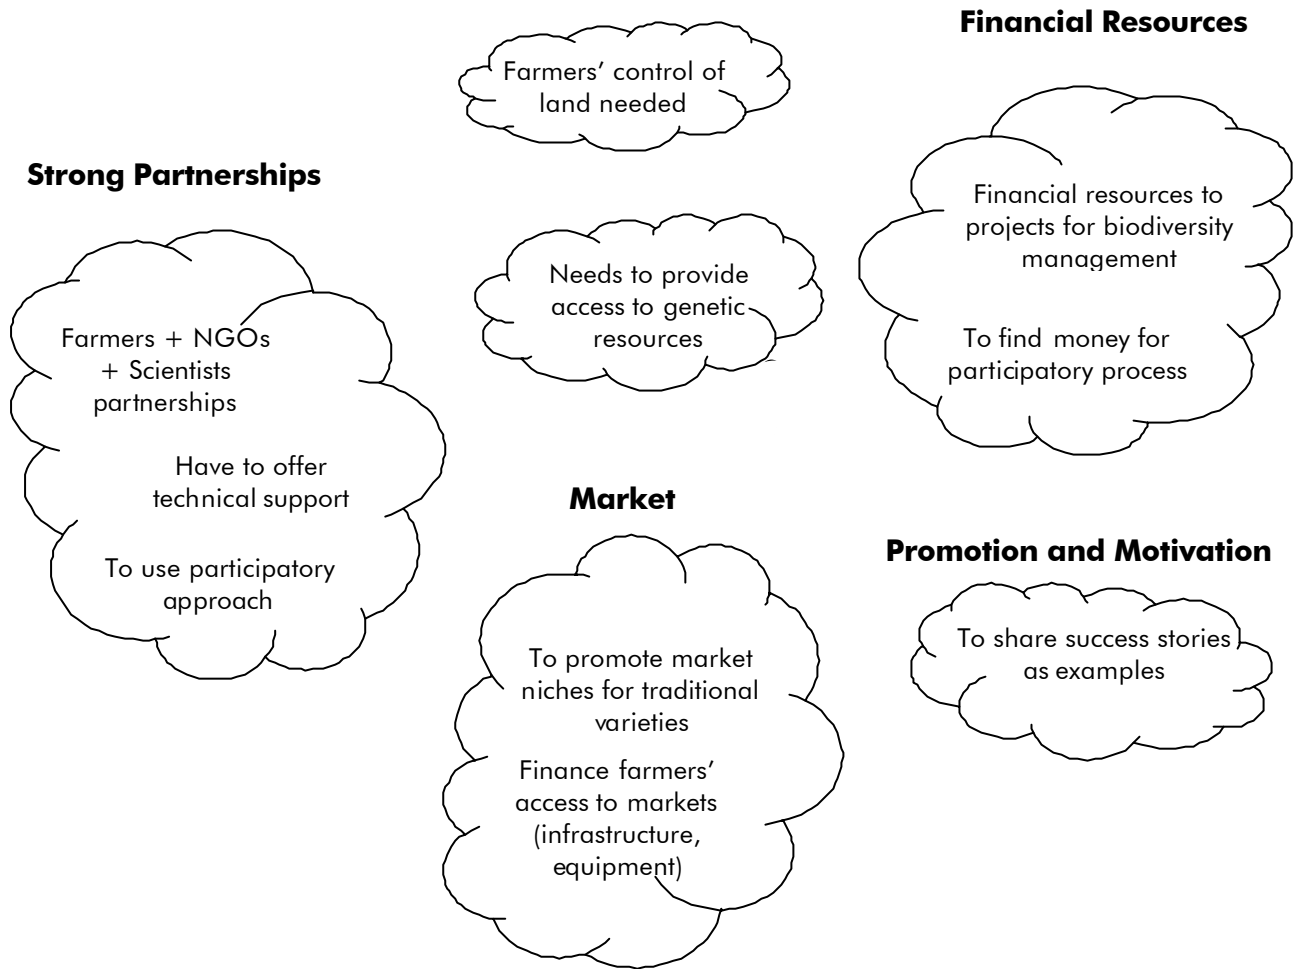 Strong Partnerships
Farmers + NGOs
+ Scientists
partnerships
Have to offer
technical support
To use participatory
approach
Farmers’ control of
land needed
Needs to provide
access to genetic
resources
Market
To promote market
niches for traditional
varieties
Finance farmers’
access to markets
(infrastructure,
equipment)
Financial Resources
Financial resources to
projects for biodiversity
management
To find money for
participatory process
Promotion and Motivation
To share success stories
as examples